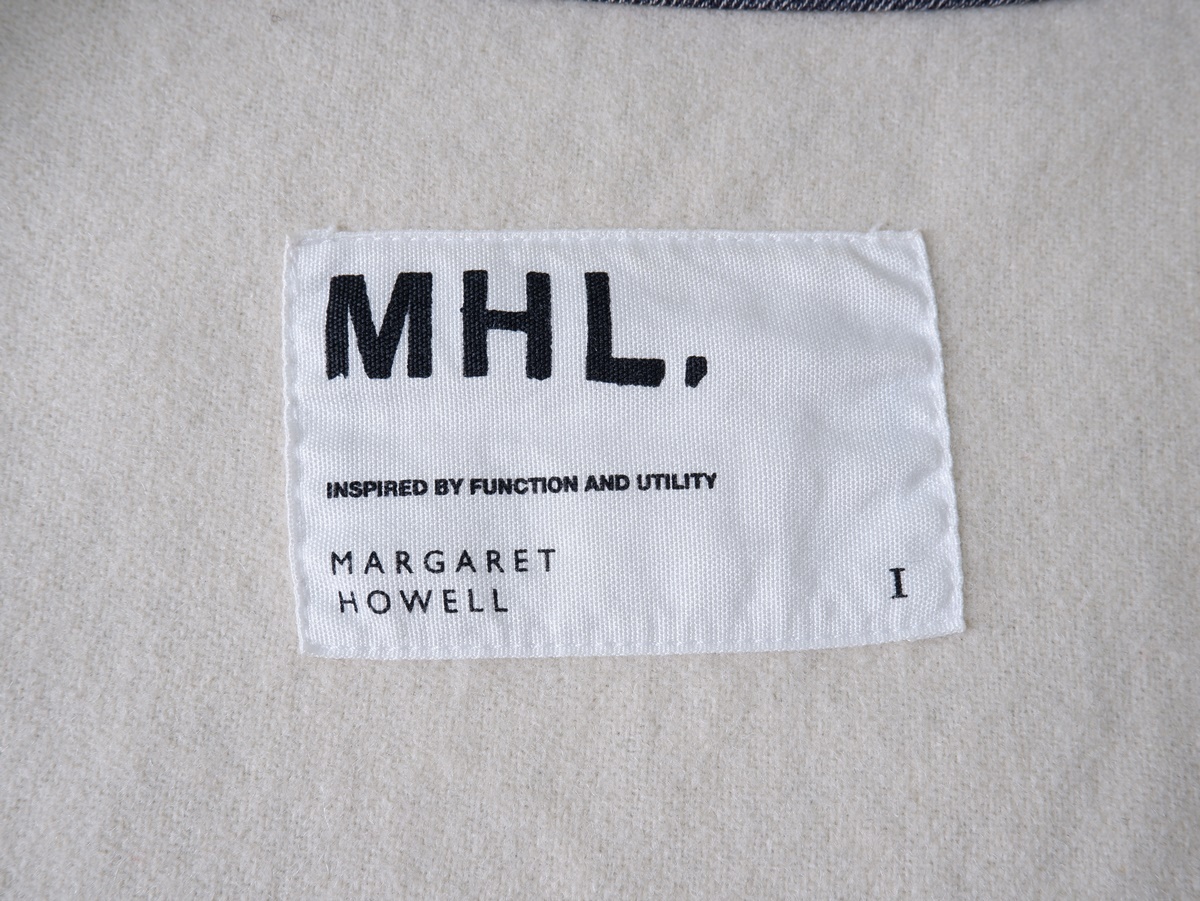 MHL.
INSPIRED BY FUNCTION AND UTILITY
MARGARET
HOWELL
I